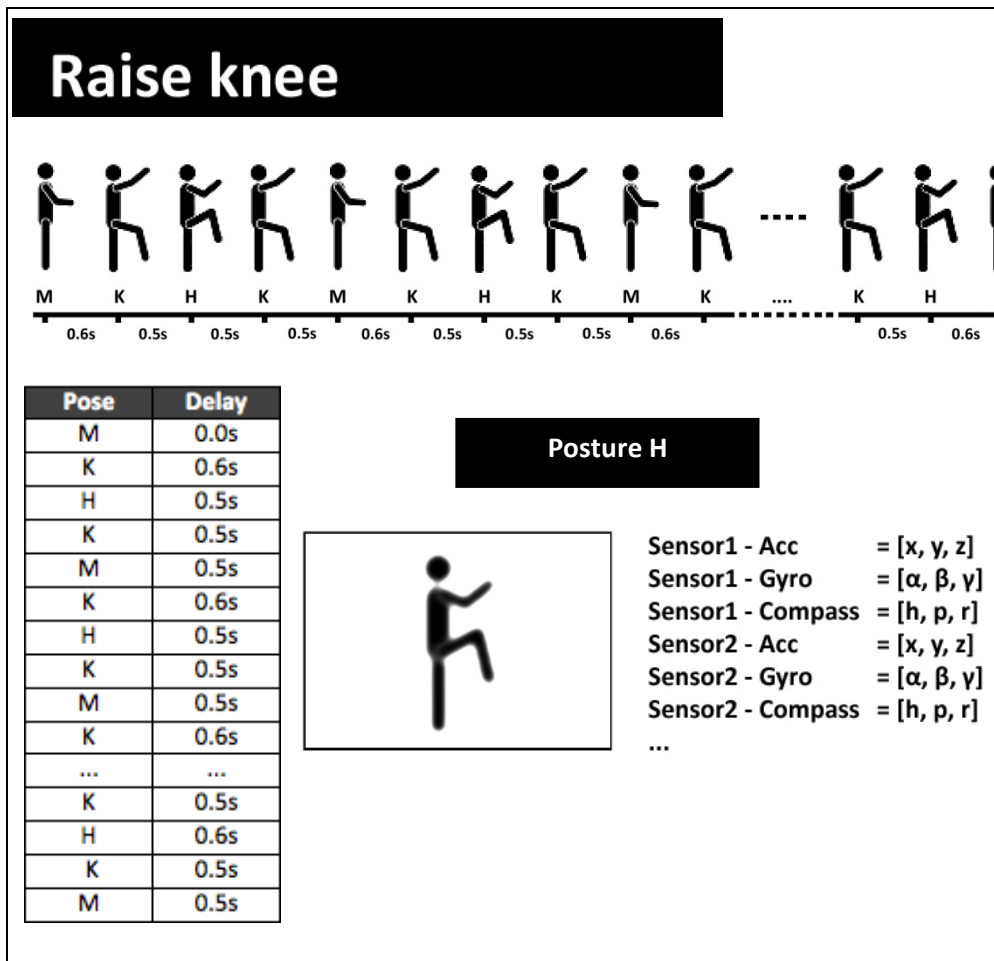 Raise knee
M K H K M K H K M K .... K H
0.6s 0.5s 0.5s 0.5s 0.6s 0.5s 0.5s 0.5s 0.6s 0.5s 0.6s
Pose Delay
M 0.0s
K 0.6s
H 0.5s
K 0.5s
M 0.5s
K 0.6s
H 0.5s
K 0.5s
M 0.5s
K 0.6s
... ...
K 0.5s
H 0.6s
K 0.5s
M 0.5s
Posture H
Sensor1 - Acc = [x, y, z]
Sensor1 - Gyro = [α, β, γ]
Sensor1 - Compass = [h, p, r]
Sensor2 - Acc = [x, y, z]
Sensor2 - Gyro = [α, β, γ]
Sensor2 - Compass = [h, p, r]
...